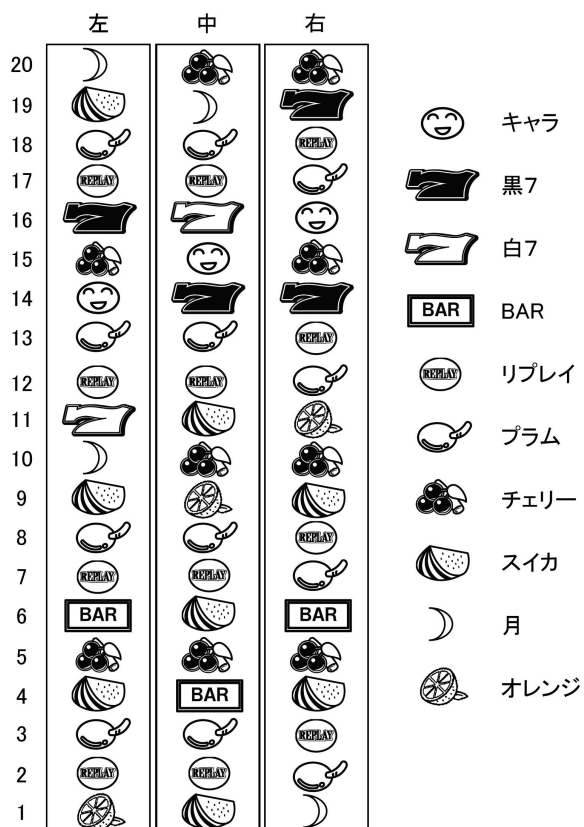 左 中 右
20
19
18 REPLAY キャラ
17 REPLAY REPLAY 黒7
16
15 白7
14
13 REPLAY BAR BAR
12 REPLAY REPLAY REPLAY リプレイ
11
10 プラム
9
8 REPLAY チェリー
7 REPLAY REPLAY
6 BAR BAR スイカ
5 月
4 BAR
3 REPLAY オレンジ
2 REPLAY REPLAY
1